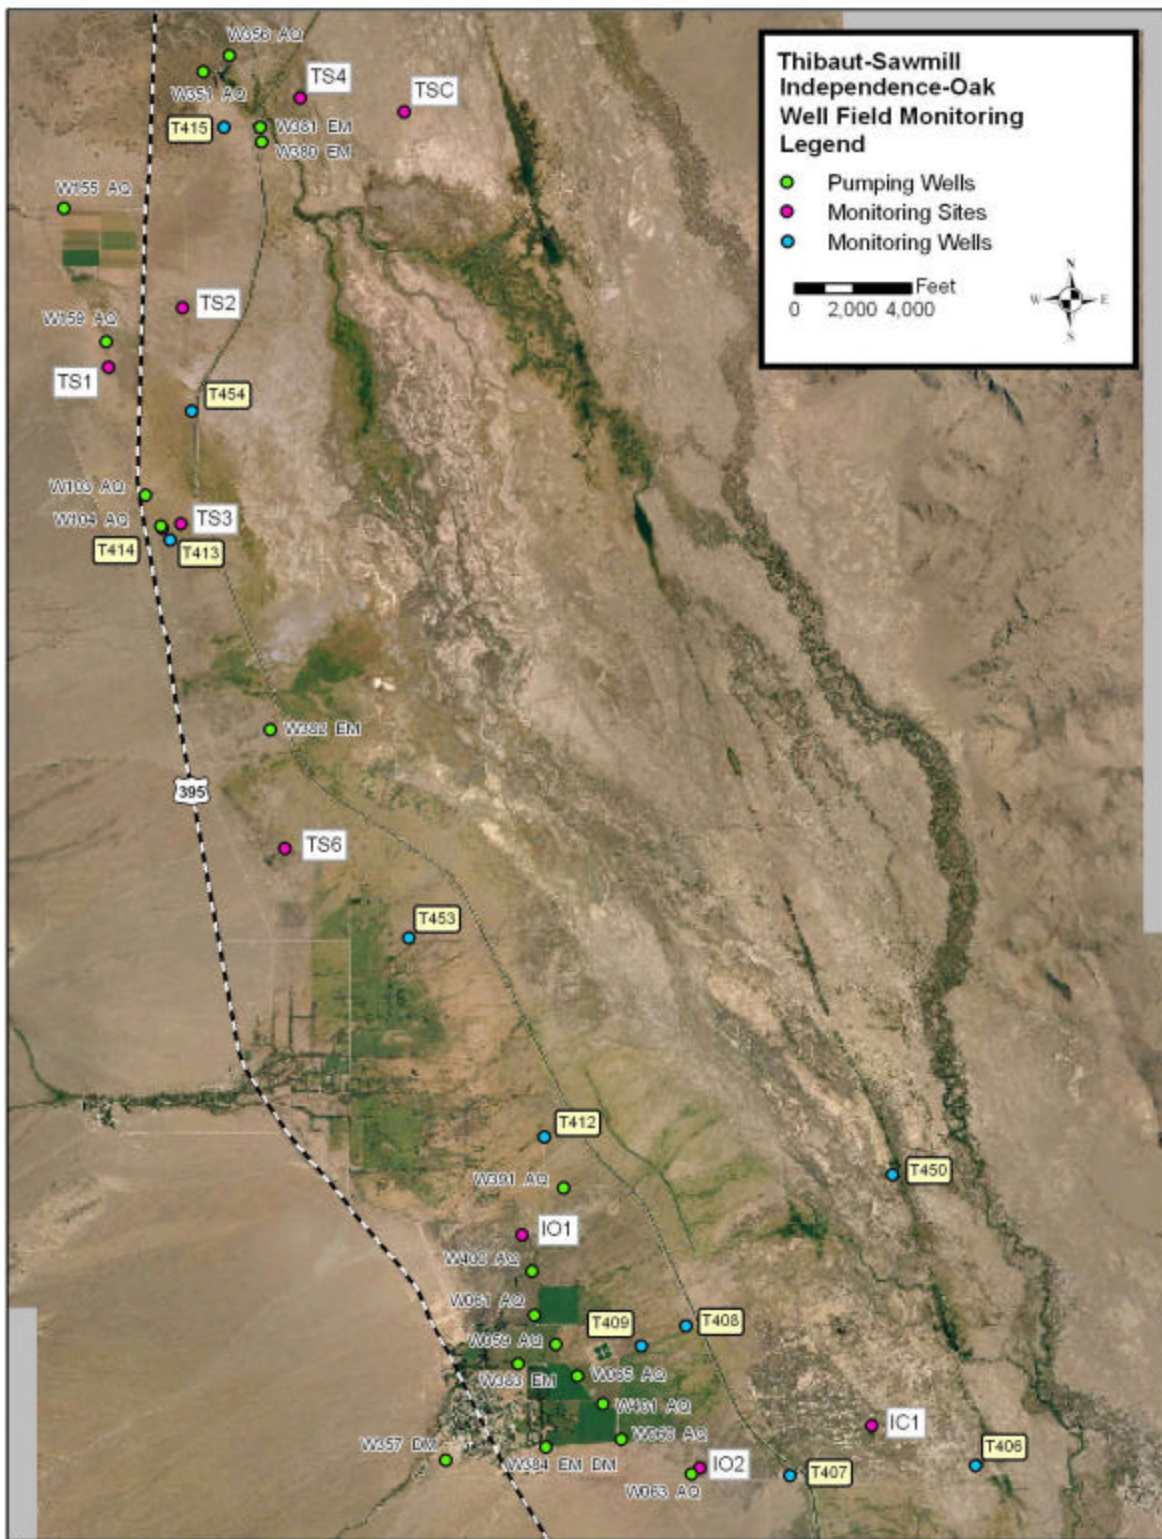 W356 AQ
Thibaut-Sawmill
Independence-Oak
Well Field Monitoring
Legend
Pumping Wells
Monitoring Sites
Monitoring Wells
Feet
0 2,000 4,000
N
W E
S
TS4
TSC
W351 AQ
T415
W381 EM
W380 EM
W155 AQ
TS2
W159 AQ
TS1
T454
W103 AQ
TS3
W104 AQ
T414
T413
W382 EM
395
TS6
T453
T412
T450
W391 AQ
IO1
W400 AQ
W061 AQ
T409
T408
W059 AQ
W383 EM
W065 AQ
W401 AQ
IC1
W357 DM
AQ
W384 EM DM
IO2
T407
T406
W063 AQ